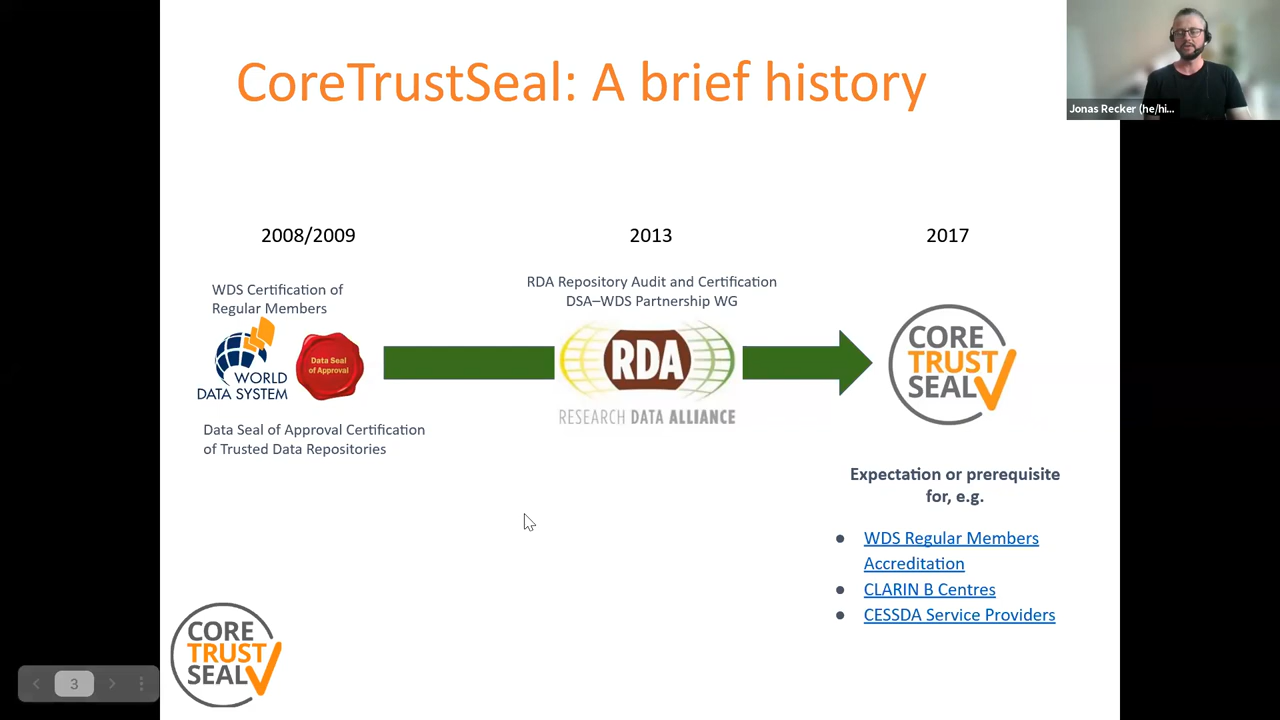 CoreTrustSeal: A brief history
Jonas Recker (he/hi...
2008/2009
2013
2017
WDS Certification of
Regular Members
WORLD
DATA SYSTEM
Data Seal
of Approval
Data Seal of Approval Certification
of Trusted Data Repositories
RDA Repository Audit and Certification
DSA–WDS Partnership WG
RDA
RESEARCH DATA ALLIANCE
CORE
TRUST
SEAL
Expectation or prerequisite
for, e.g.
● WDS Regular Members
Accreditation
● CLARIN B Centres
● CESSDA Service Providers
CORE
TRUST
SEAL
3